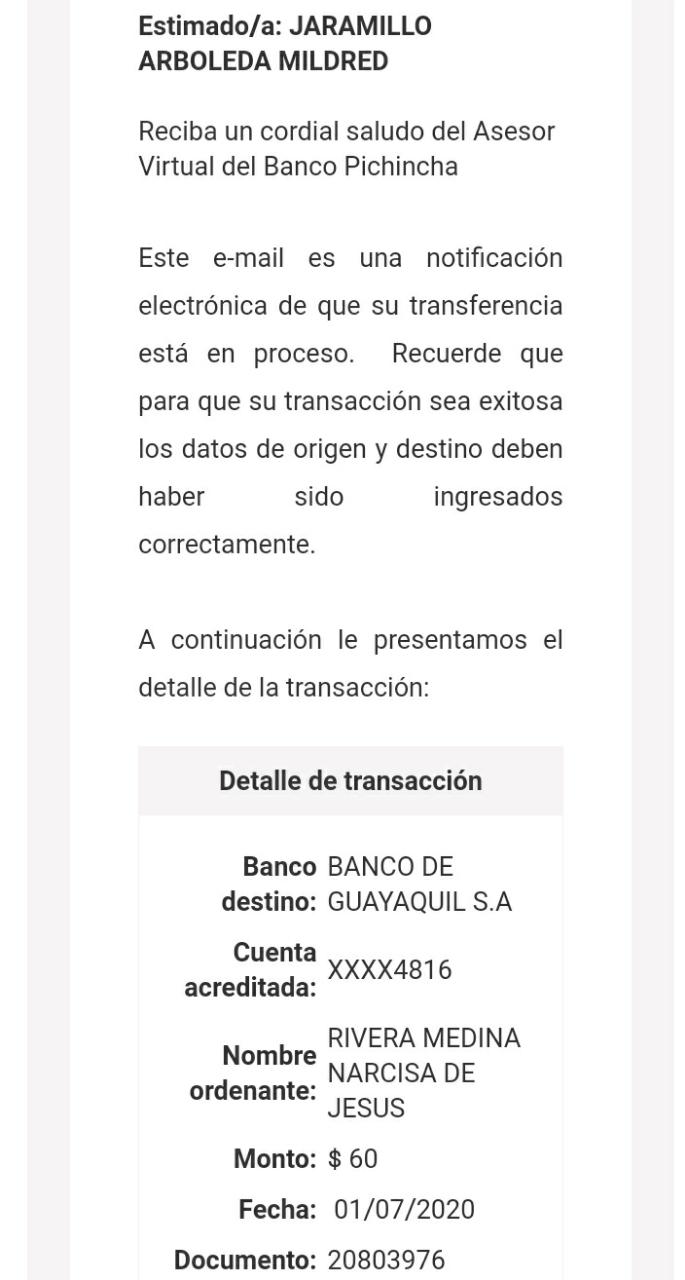 Estimado/a: JARAMILLO
ARBOLEDA MILDRED
Reciba un cordial saludo del Asesor
Virtual del Banco Pichincha
Este e-mail es una notificación
electrónica de que su transferencia
está en proceso. Recuerde que
para que su transacción sea exitosa
los datos de origen y destino deben
haber sido ingresados
correctamente.
A continuación le presentamos el
detalle de la transacción:
Detalle de transacción
Banco destino: BANCO DE GUAYAQUIL S.A
Cuenta acreditada: XXXX4816
Nombre ordenante: RIVERA MEDINA NARCISA DE JESUS
Monto: $ 60
Fecha: 01/07/2020
Documento: 20803976